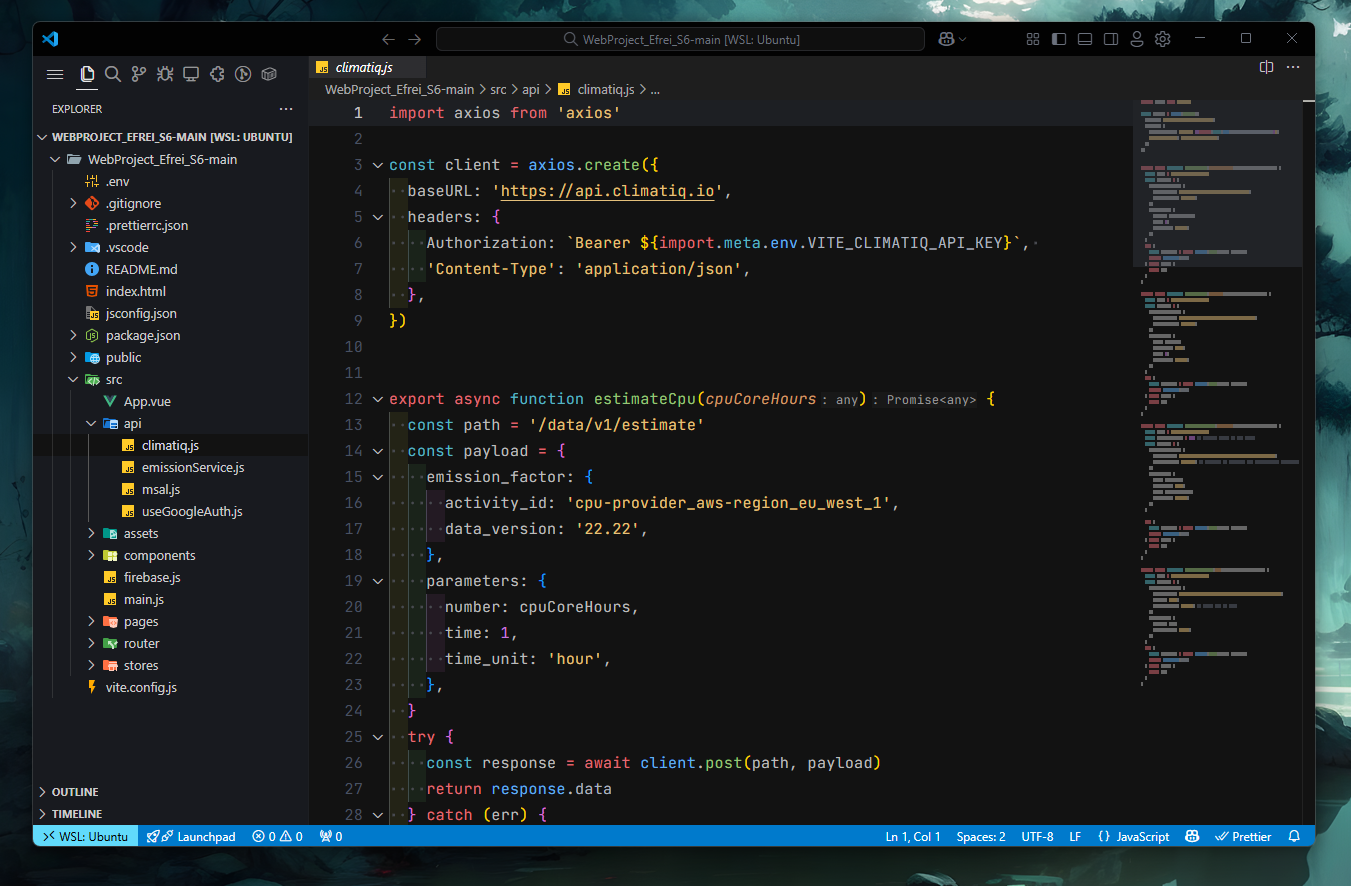 WebProject_Efrei_S6-main [WSL: Ubuntu]
EXPLORER
WEBPROJECT_EFREI_S6-MAIN [WSL: UBUNTU]
WebProject_Efrei_S6-main
.env
.gitignore
.prettierrc.json
.vscode
README.md
index.html
jsconfig.json
package.json
public
src
App.vue
api
climatiq.js
emissionService.js
msal.js
useGoogleAuth.js
assets
components
firebase.js
main.js
pages
router
stores
vite.config.js
OUTLINE
TIMELINE
climatiq.js
WebProject_Efrei_S6-main > src > api > climatiq.js > ...
1 import axios from 'axios'
2
3 const client = axios.create({
4 baseURL: 'https://api.climatiq.io',
5 headers: {
6 Authorization: `Bearer ${import.meta.env.VITE_CLIMATIQ_API_KEY}`,
7 'Content-Type': 'application/json',
8 },
9 })
10
11
12 export async function estimateCpu(cpuCoreHours: any): Promise<any> {
13 const path = '/data/v1/estimate'
14 const payload = {
15 emission_factor: {
16 activity_id: 'cpu-provider_aws-region_eu_west_1',
17 data_version: '22.22',
18 },
19 parameters: {
20 number: cpuCoreHours,
21 time: 1,
22 time_unit: 'hour',
23 },
24 }
25 try {
26 const response = await client.post(path, payload)
27 return response.data
28 } catch (err) {
WSL: Ubuntu Launchpad 0 0 0 Ln 1, Col 1 Spaces: 2 UTF-8 LF {} JavaScript Prettier